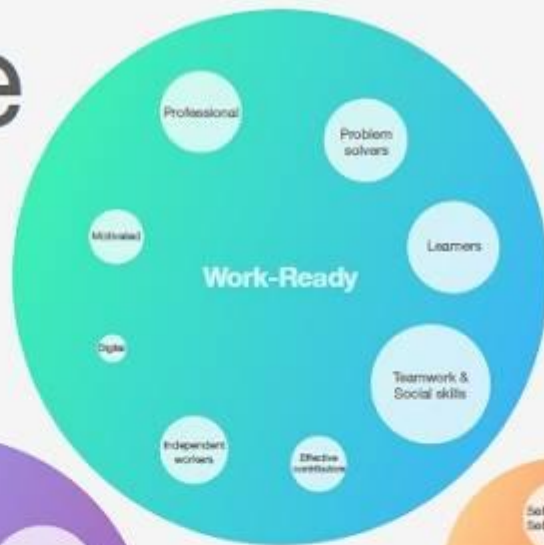 e
Professional
Problem
solvers
Motivated
Learners
Work-Ready
Digital
Teamwork &
Social skills
Independent
workers
Effective
contributors